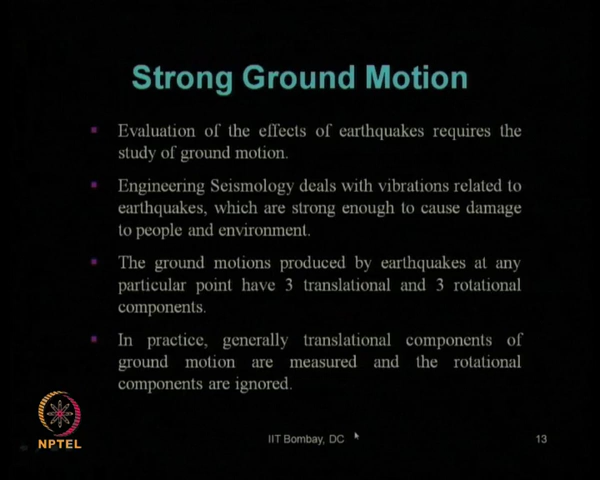 Strong Ground Motion
Evaluation of the effects of earthquakes requires the
study of ground motion.
Engineering Seismology deals with vibrations related to
earthquakes, which are strong enough to cause damage
to people and environment.
The ground motions produced by earthquakes at any
particular point have 3 translational and 3 rotational
components.
In practice, generally translational components of
ground motion are measured and the rotational
components are ignored.
NPTEL
IIT Bombay, DC
13